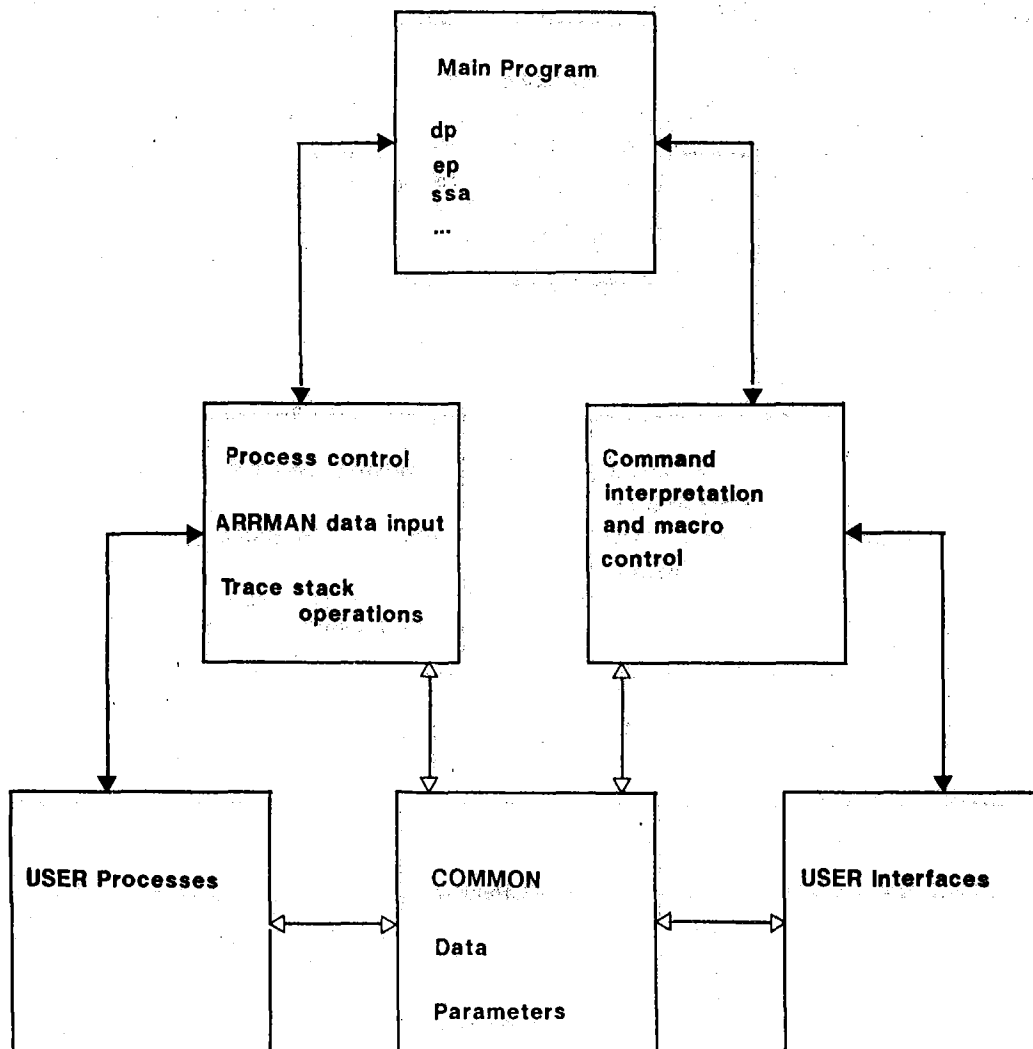 Main Program
dp
ep
ssa
...
Process control
ARRMAN data input
Trace stack
operations
Command
interpretation
and macro
control
USER Processes
COMMON
Data
Parameters
USER Interfaces